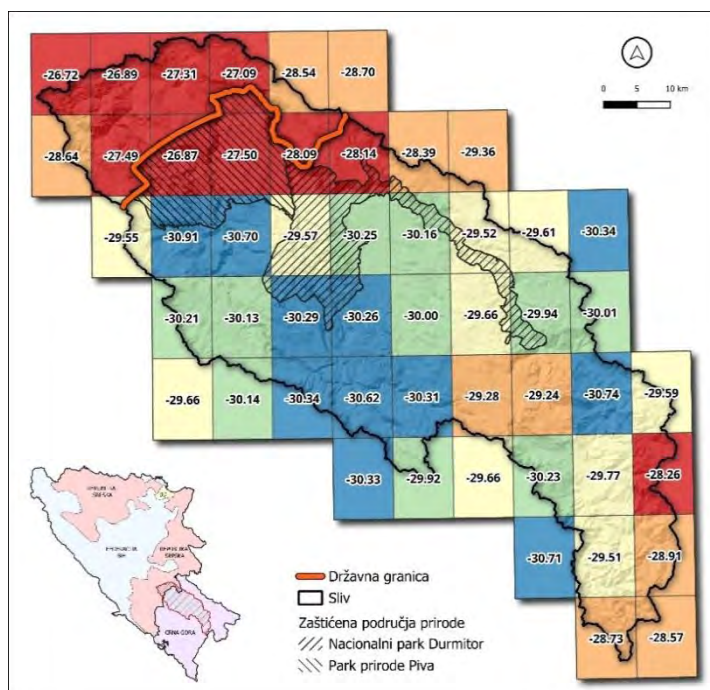 -26.72 -26.89 -27.31 -27.09 -28.54 -28.70
0 5 10 km
-28.64 -27.49 -26.87 -27.50 -28.09 -28.14 -28.39 -29.36
-29.55 -30.91 -30.70 -29.57 -30.25 -30.16 -29.52 -29.61 -30.34
-30.21 -30.13 -30.29 -30.26 -30.00 -29.66 -29.94 -30.01
-29.66 -30.14 -30.34 -30.62 -30.31 -29.28 -29.24 -30.74 -29.59
-30.33 -29.92 -29.66 -30.23 -29.77 -28.26
-30.71 -29.51 -28.91
-28.73 -28.57
REPUBLIKA
SRPSKA
FEDERACIJA
BIH
REPUBLIKA
SRPSKA
CRNA GORA
Državna granica
Sliv
Zaštićena područja prirode
Nacionalni park Durmitor
Park prirode Piva